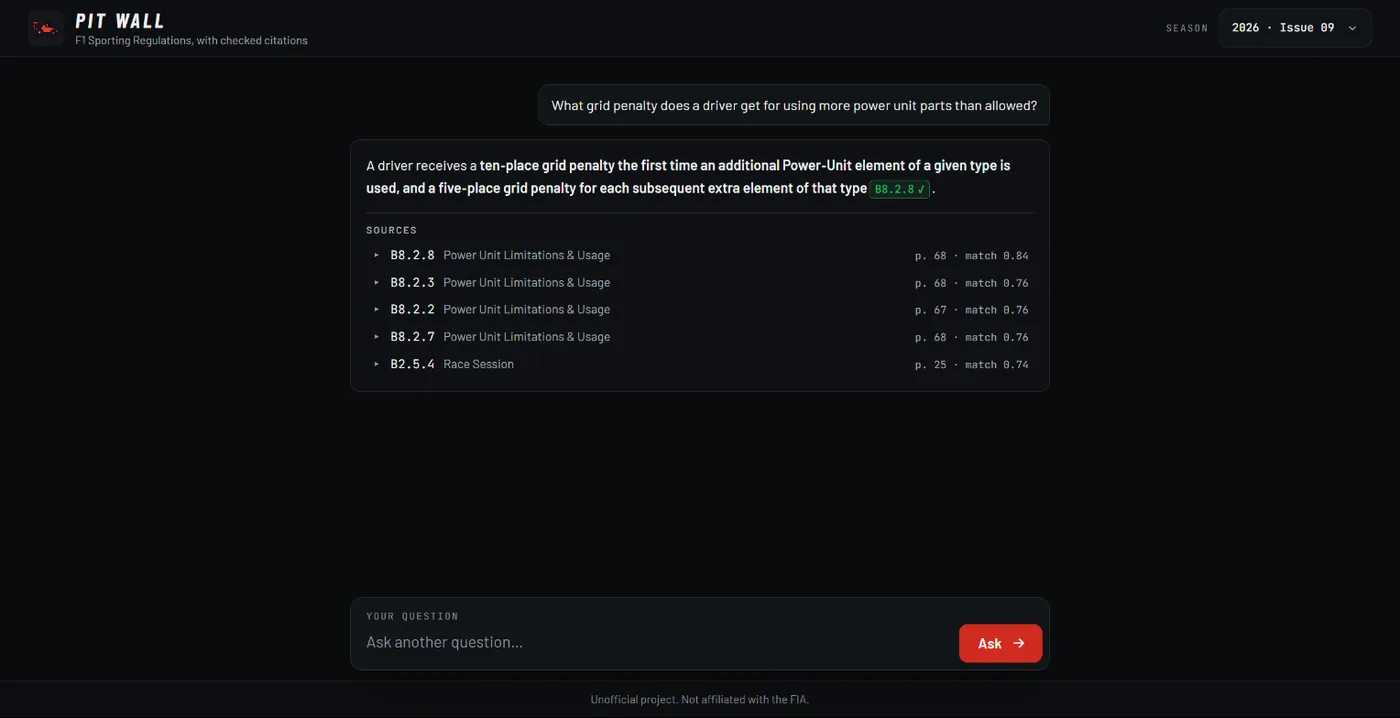 PIT WALL
F1 Sporting Regulations, with checked citations
SEASON
2026 · Issue 09
What grid penalty does a driver get for using more power unit parts than allowed?
A driver receives a ten-place grid penalty the first time an additional Power-Unit element of a given type is
used, and a five-place grid penalty for each subsequent extra element of that type B8.2.8 ✓ .
SOURCES
▸ B8.2.8 Power Unit Limitations & Usage p. 68 · match 0.84
▸ B8.2.3 Power Unit Limitations & Usage p. 68 · match 0.76
▸ B8.2.2 Power Unit Limitations & Usage p. 67 · match 0.76
▸ B8.2.7 Power Unit Limitations & Usage p. 68 · match 0.76
▸ B2.5.4 Race Session p. 25 · match 0.74
YOUR QUESTION
Ask another question...
Ask →
Unofficial project. Not affiliated with the FIA.